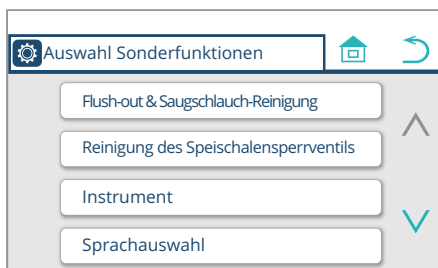 Auswahl Sonderfunktionen
Flush-out & Saugschlauch-Reinigung
Reinigung des Speischalensperrventils
Instrument
Sprachauswahl